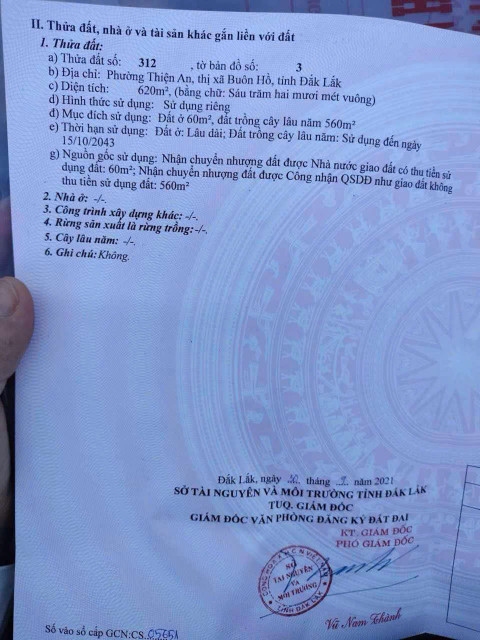 II. Thửa đất, nhà ở và tài sản khác gắn liền với đất
1. Thửa đất:
a) Thửa đất số: 312 , tờ bản đồ số: 3
b) Địa chỉ: Phường Thiện An, thị xã Buôn Hồ, tỉnh Đắk Lắk
c) Diện tích: 620m², (bằng chữ: Sáu trăm hai mươi mét vuông)
d) Hình thức sử dụng: Sử dụng riêng
đ) Mục đích sử dụng: Đất ở 60m², đất trồng cây lâu năm 560m²
e) Thời hạn sử dụng: Đất ở: Lâu dài; Đất trồng cây lâu năm: Sử dụng đến ngày
15/10/2043
g) Nguồn gốc sử dụng: Nhận chuyển nhượng đất được Nhà nước giao đất có thu tiền sử
dụng đất: 60m²; Nhận chuyển nhượng đất được Công nhận QSDĐ như giao đất không
thu tiền sử dụng đất: 560m²
2. Nhà ở: -/-.
3. Công trình xây dựng khác: -/-.
4. Rừng sản xuất là rừng trồng: -/-.
5. Cây lâu năm: -/-.
6. Ghi chú: Không.
Đắk Lắk, ngày tháng năm 2021
SỞ TÀI NGUYÊN VÀ MÔI TRƯỜNG TỈNH ĐẮK LẮK
TUQ. GIÁM ĐỐC
GIÁM ĐỐC VĂN PHÒNG ĐĂNG KÝ ĐẤT ĐAI
KT. GIÁM ĐỐC
PHÓ GIÁM ĐỐC
SỞ
TÀI NGUYÊN
VÀ
MÔI TRƯỜNG
TỈNH ĐẮK LẮK
Vũ Nam Thành
Số vào sổ cấp GCN:CS.